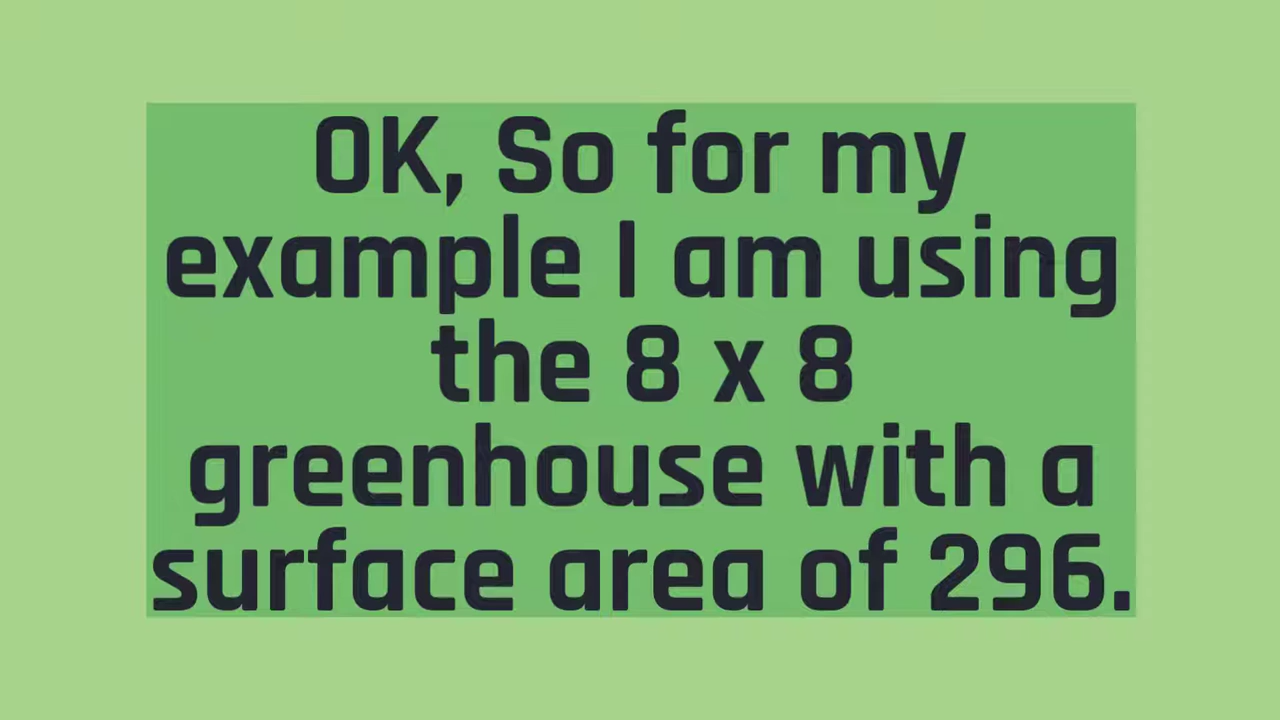 OK, So for my
example I am using
the 8 x 8
greenhouse with a
surface area of 296.